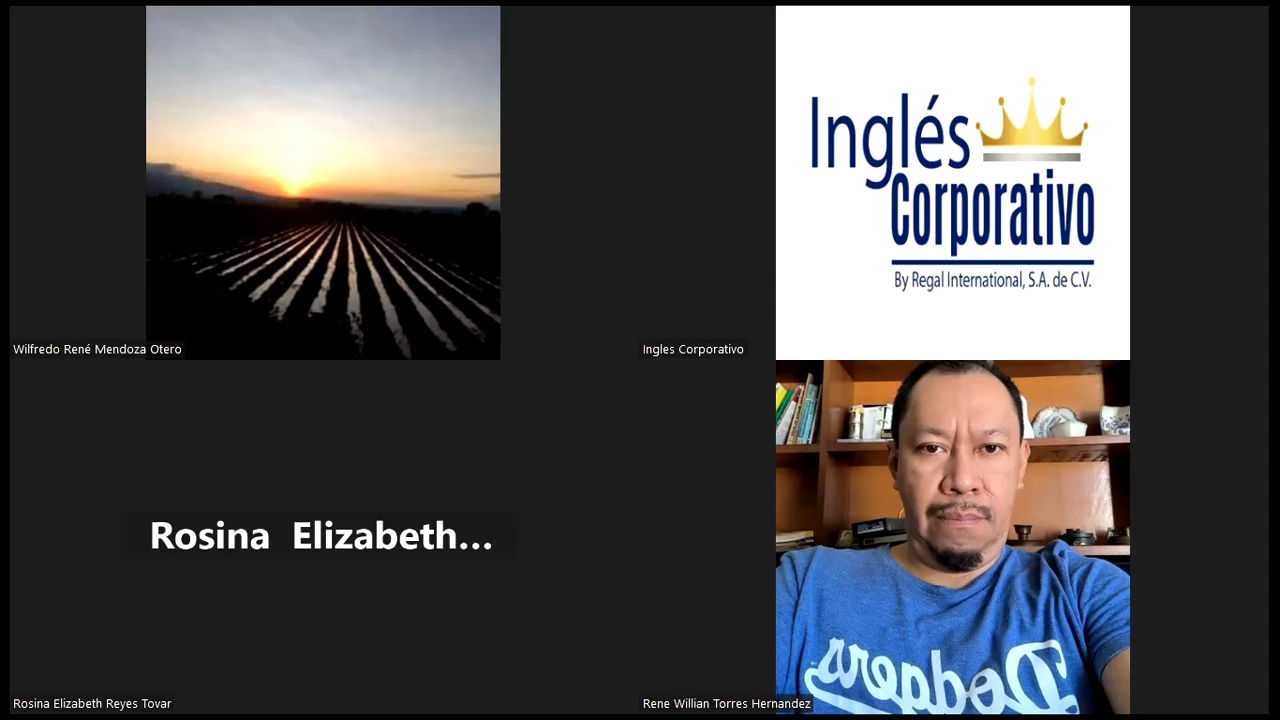 Inglés
Corporativo
By Regal International, S.A. de C.V.
Wilfredo René Mendoza Otero
Ingles Corporativo
Rosina Elizabeth...
Dodgers
Rosina Elizabeth Reyes Tovar
Rene Willian Torres Hernandez